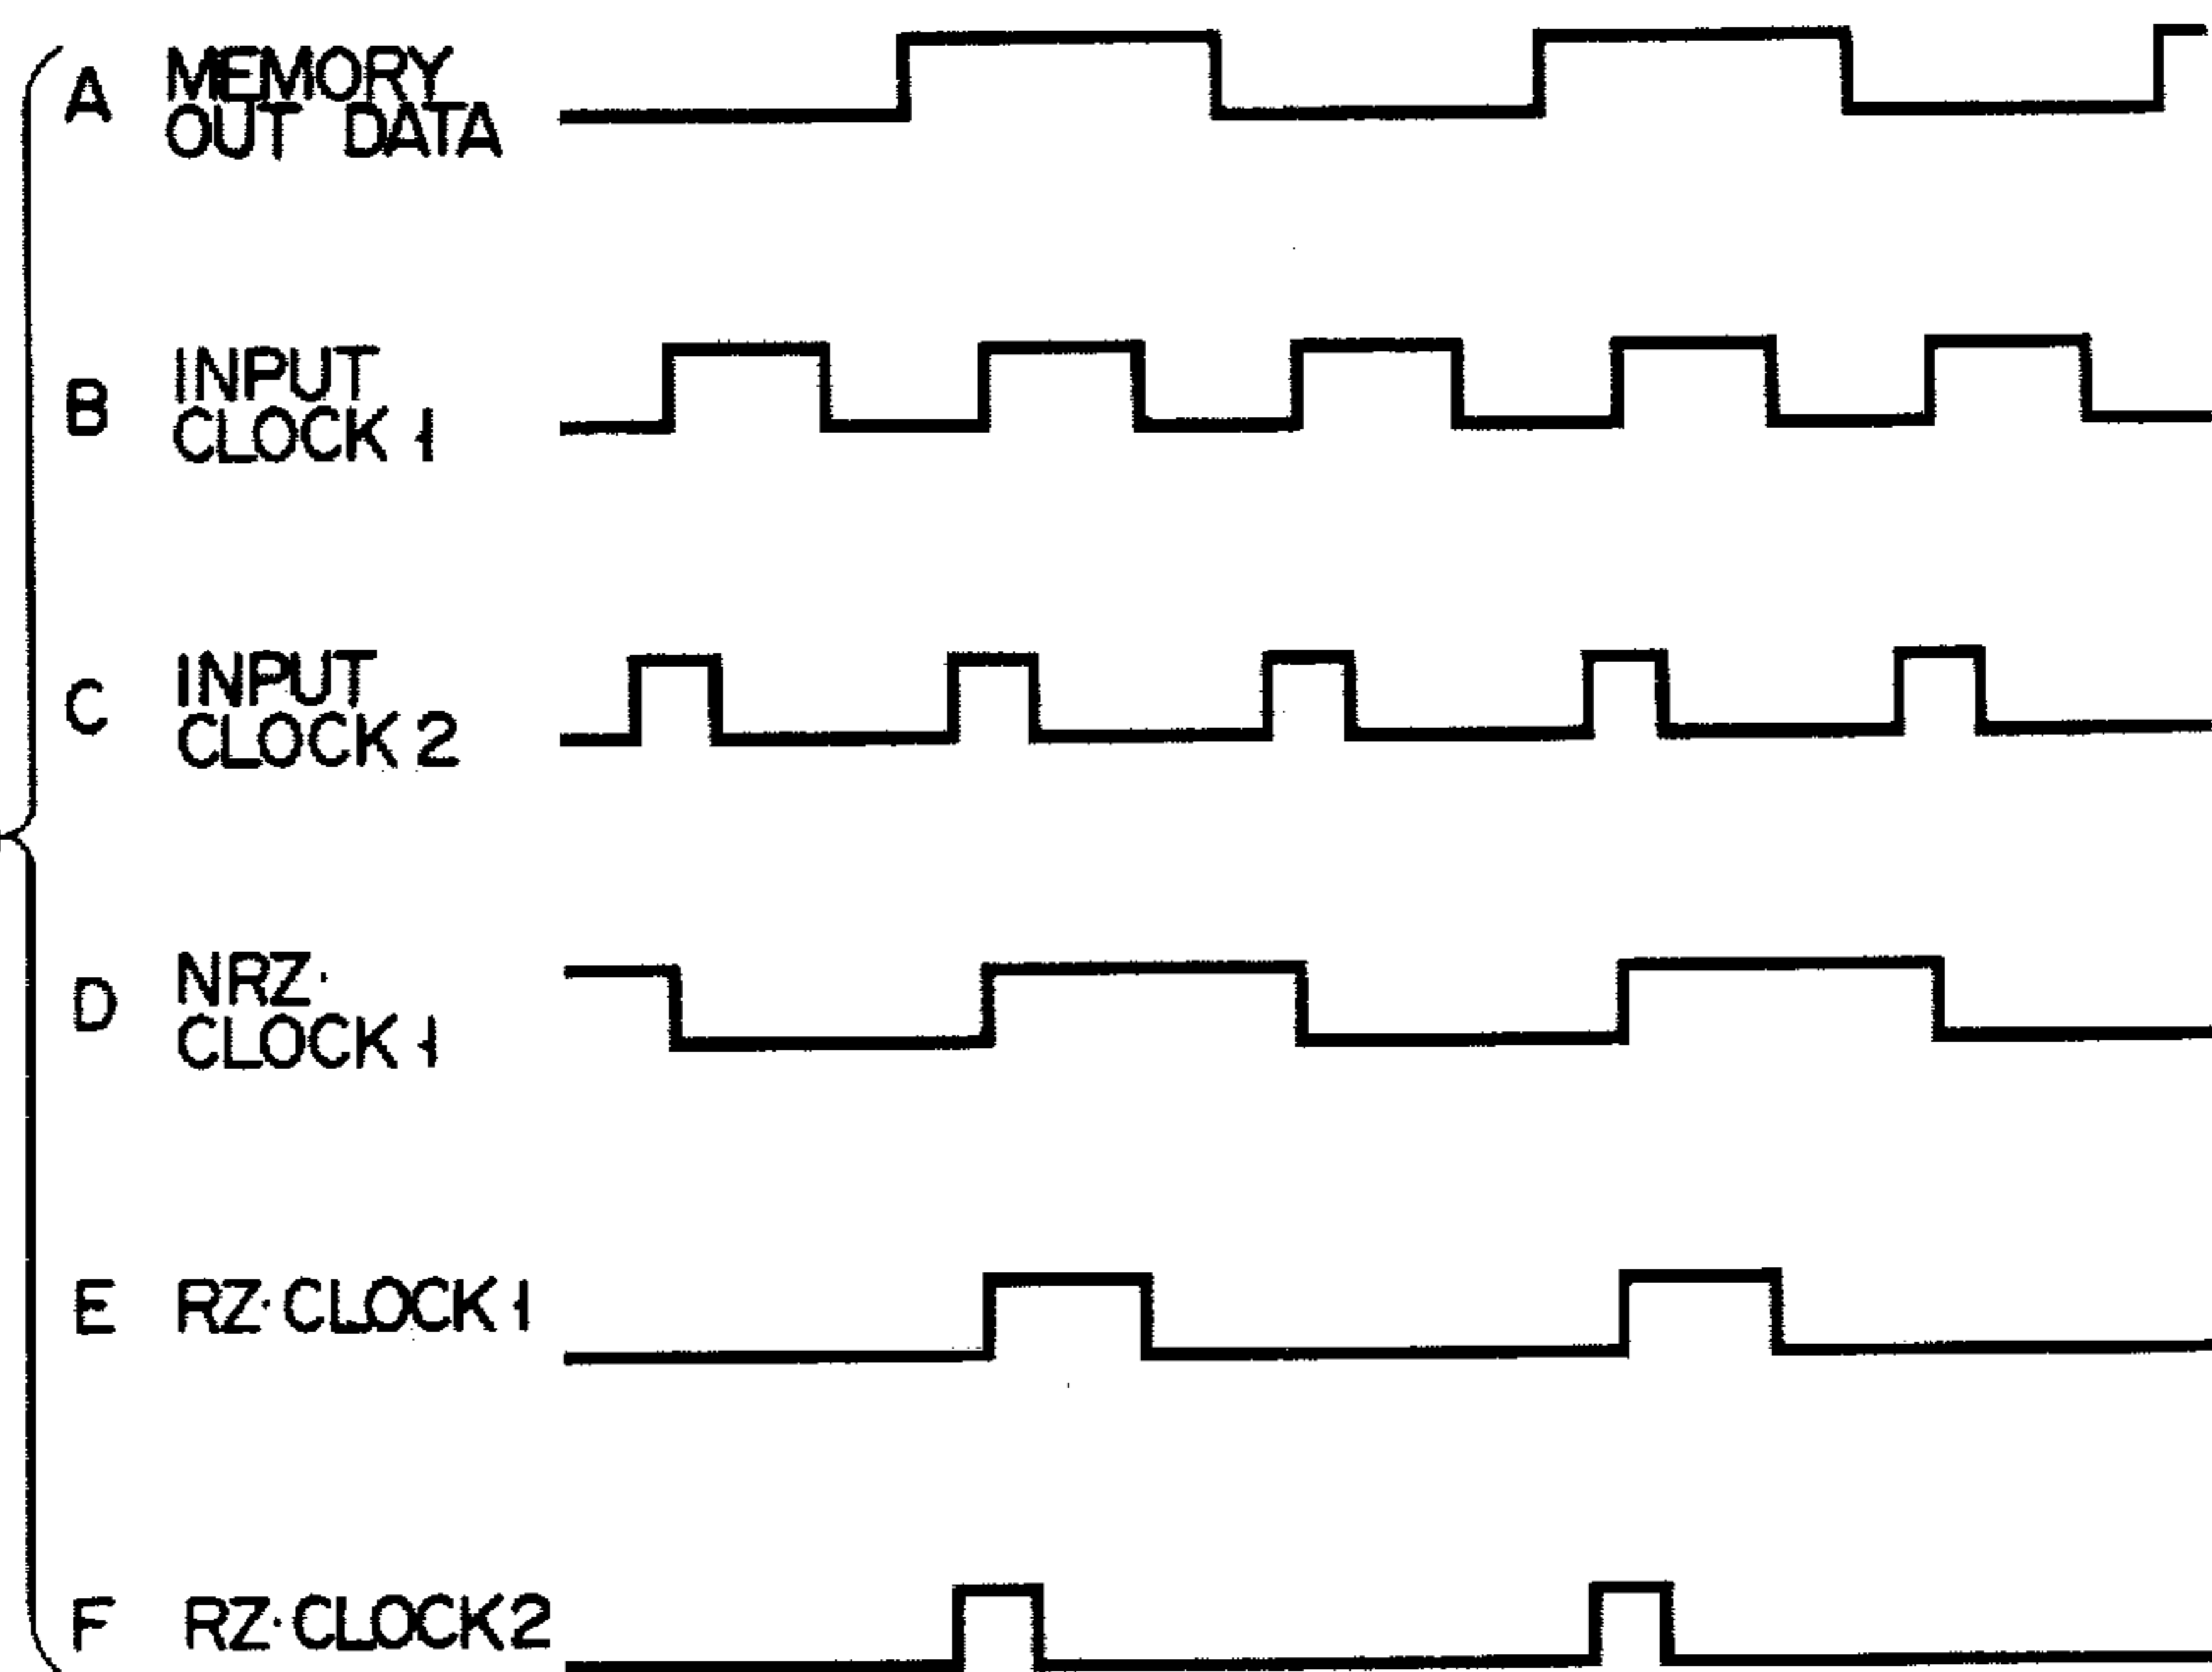 A MEMORY
OUT DATA
B INPUT
CLOCK 1
C INPUT
CLOCK 2
D NRZ·
CLOCK 1
E RZ·CLOCK 1
F RZ·CLOCK 2